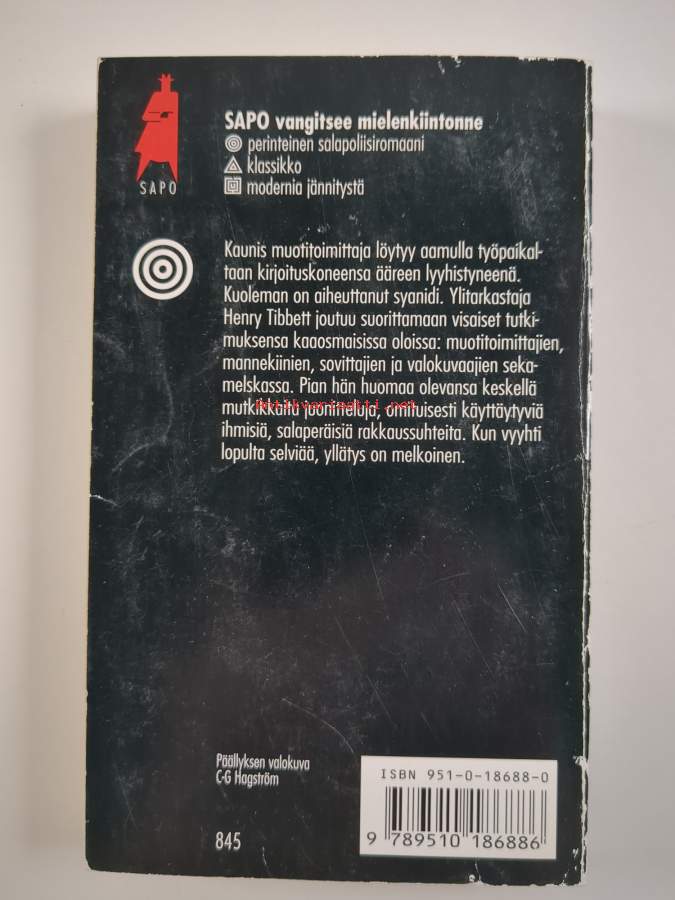 SAPO vangitsee mielenkiintonne
perinteinen salapoliisiromaani
klassikko
modernia jännitystä
SAPO
Kaunis muotitoimittaja löytyy aamulla työpaikal-
taan kirjoituskoneensa ääreen lyyhistyneenä.
Kuoleman on aiheuttanut syanidi. Ylitarkastaja
Henry Tibbett joutuu suorittamaan visaiset tutki-
muksensa kaaosmaisissa oloissa: muotitoimittajien,
mannekiinien, sovittajien ja valokuvaajien seka-
melskassa. Pian hän huomaa olevansa keskellä
mutkikkaita juonitteluja, omituisesti käyttäytyviä
Antikvariaatti.net
ihmisiä, salaperäisiä rakkaussuhteita. Kun vyyhti
lopulta selviää, yllätys on melkoinen.
Päällyksen valokuva
C-G Hagström
845
ISBN 951-0-18688-0
9 789510 186886